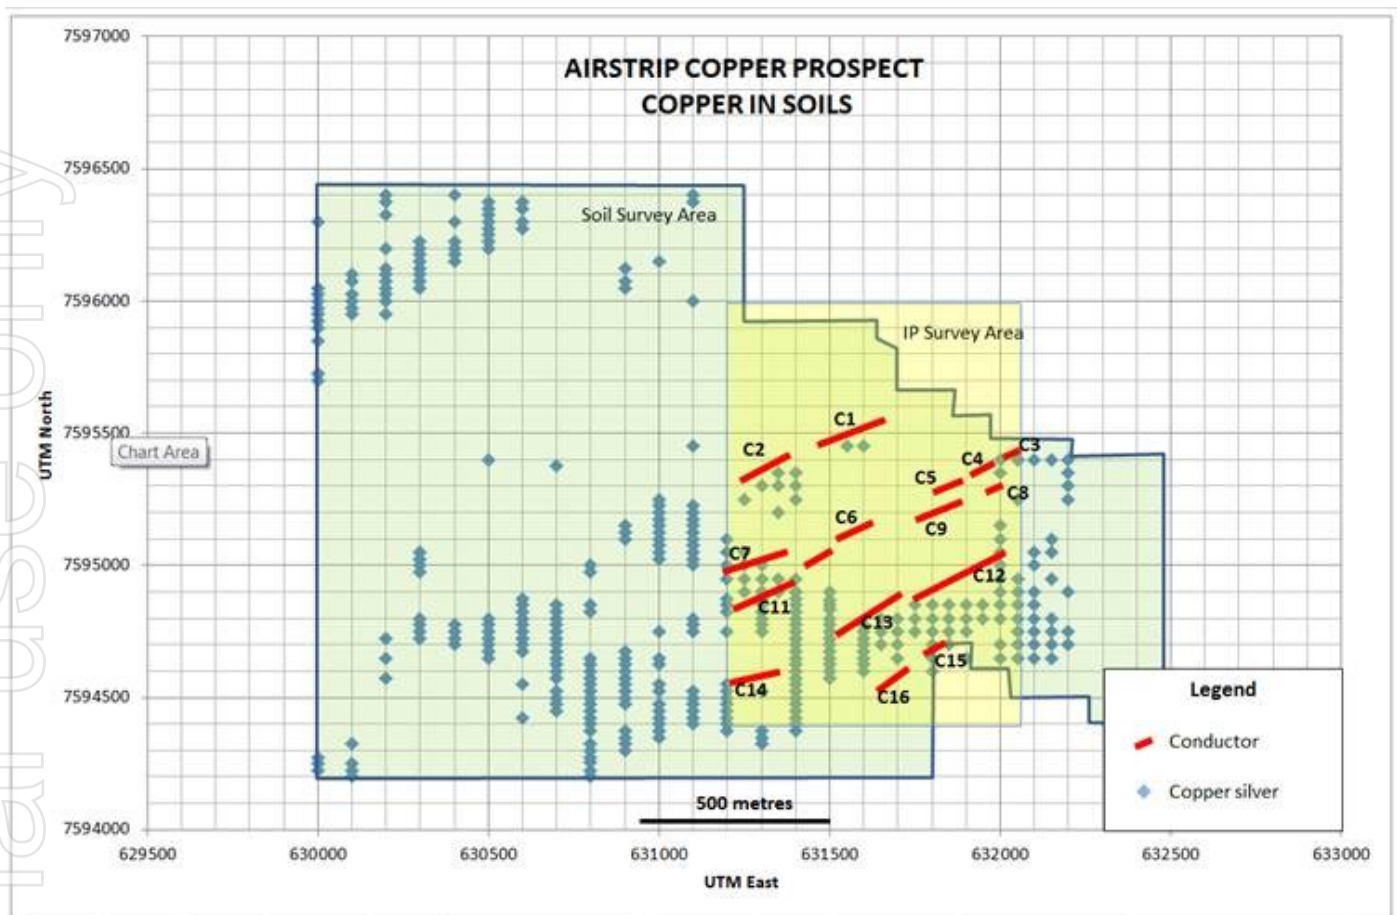 AIRSTRIP COPPER PROSPECT
COPPER IN SOILS
7597000
7596500
7596000
7595500
7595000
7594500
7594000
UTM North
Chart Area
Soil Survey Area
IP Survey Area
C1
C2
C3
C4
C5
C8
C6
C9
C7
C12
C11
C13
C15
C14
C16
Legend
Conductor
Copper silver
500 metres
629500 630000 630500 631000 631500 632000 632500 633000
UTM East